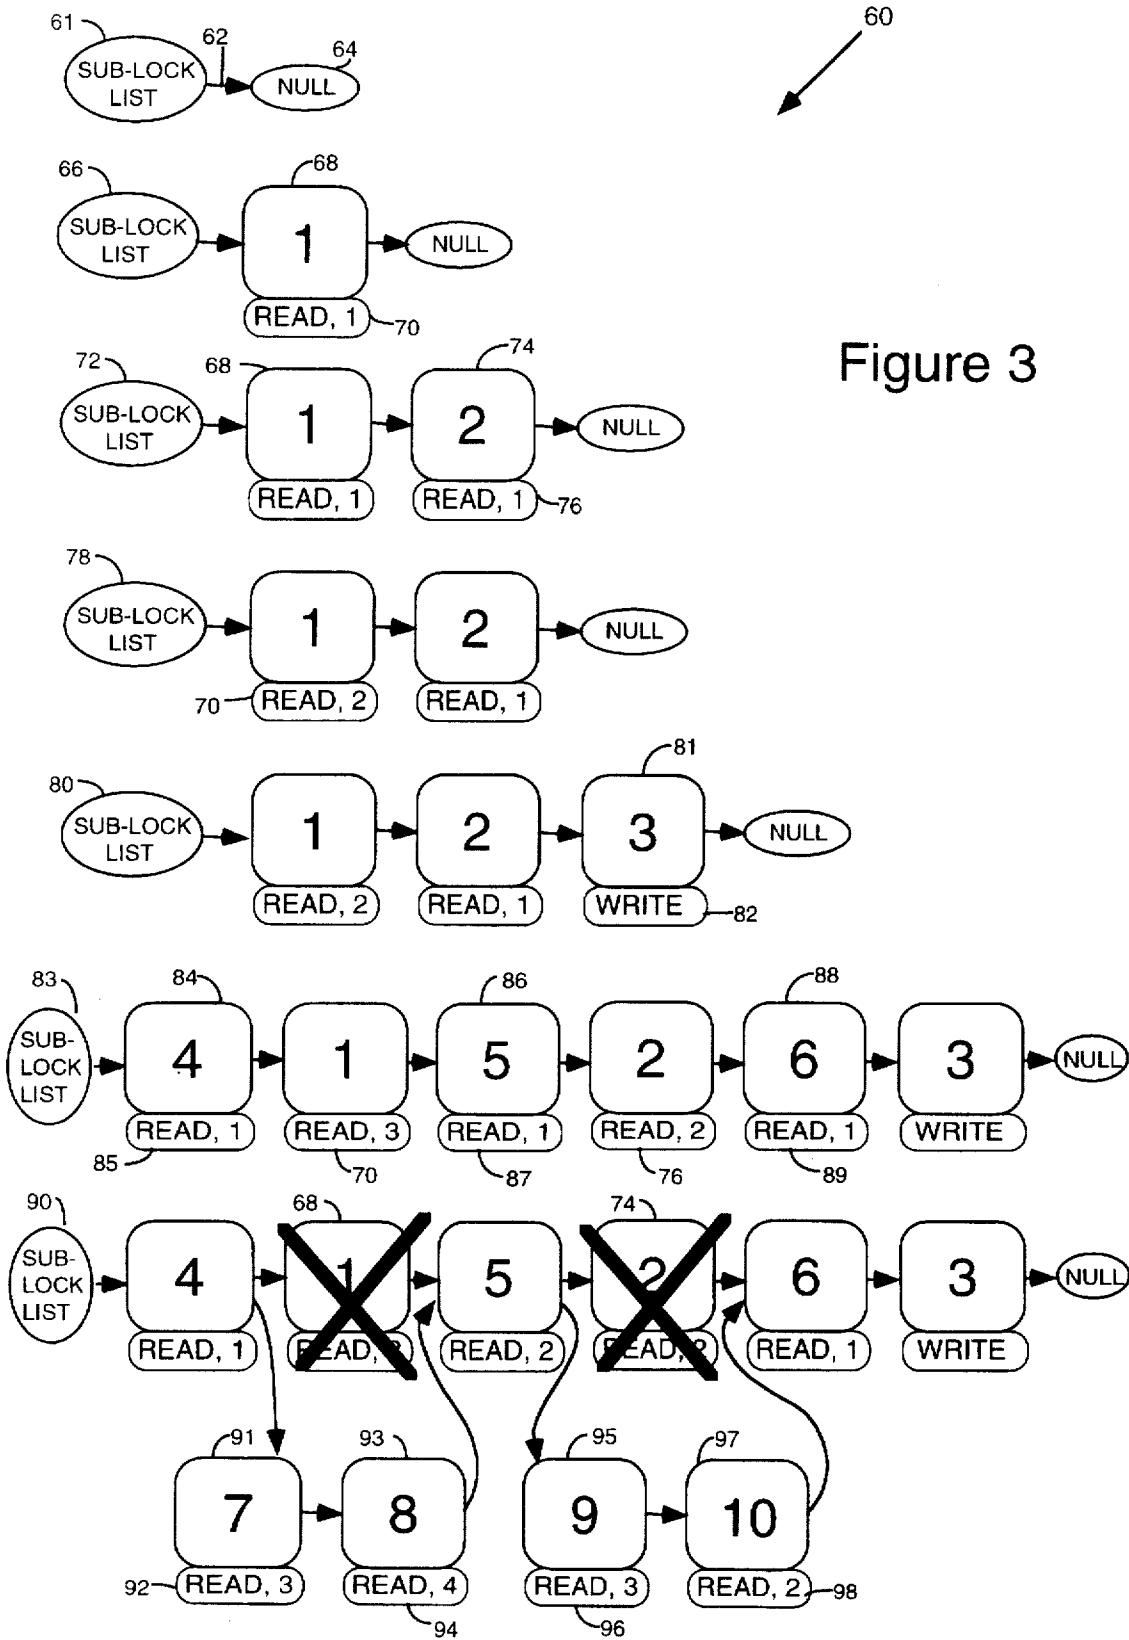 60
61
62
64
SUB-LOCK
LIST
NULL
66
68
SUB-LOCK
LIST
1
NULL
READ, 1
70
Figure 3
72
68
74
SUB-LOCK
LIST
1
2
NULL
READ, 1
READ, 1
76
78
SUB-LOCK
LIST
1
2
NULL
70
READ, 2
READ, 1
80
81
SUB-LOCK
LIST
1
2
3
NULL
READ, 2
READ, 1
WRITE
82
83
84
86
88
SUB-
LOCK
LIST
4
1
5
2
6
3
NULL
READ, 1
READ, 3
READ, 1
READ, 2
READ, 1
WRITE
85
70
87
76
89
90
68
74
SUB-
LOCK
LIST
4
1
5
2
6
3
NULL
READ, 1
READ, 3
READ, 2
READ, 2
READ, 1
WRITE
91
93
95
97
7
8
9
10
92
READ, 3
READ, 4
READ, 3
READ, 2
98
94
96